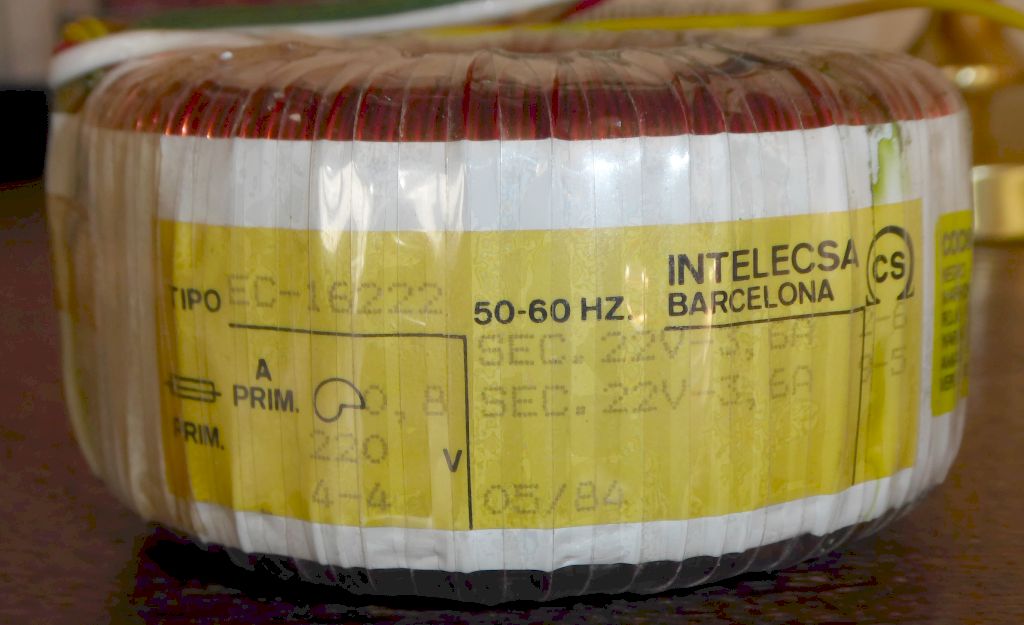 TIPO EC-16222
50-60 HZ.
INTELECSA
BARCELONA
CS
A
PRIM. 0,8
PRIM.
220 V
4-4
SEC. 22V-3,6A
SEC. 22V-3,6A
05/84